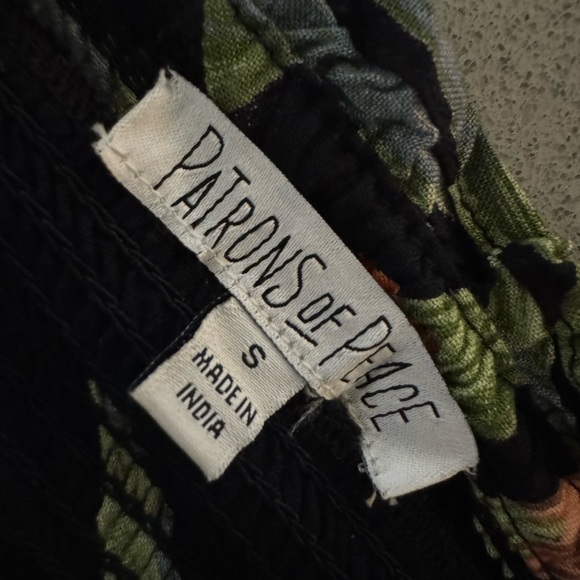 PATRONS OF PEACE
S
MADE IN
INDIA